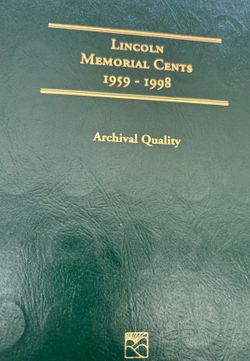 Lincoln
Memorial Cents
1959 - 1998
Archival Quality